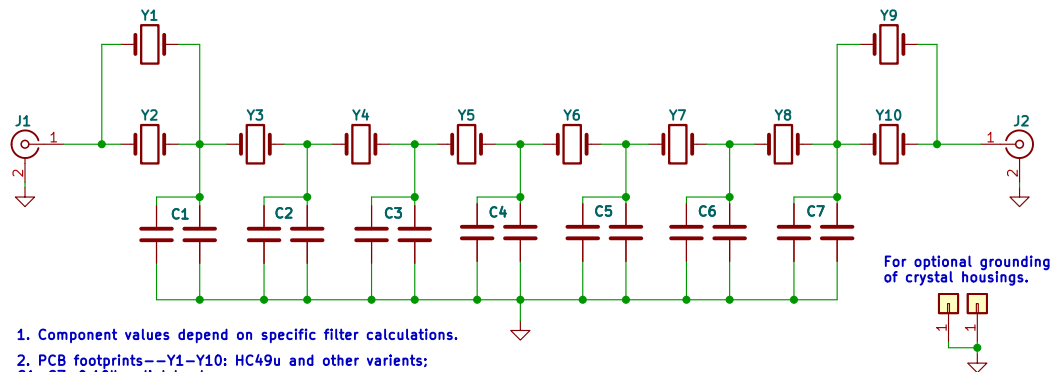 Y1
Y9
J1
1
2
Y2
Y3
Y4
Y5
Y6
Y7
Y8
Y10
J2
1
2
C1
C2
C3
C4
C5
C6
C7
For optional grounding
of crystal housings.
1
1
1. Component values depend on specific filter calculations.
2. PCB footprints--Y1-Y10: HC49u and other varients;